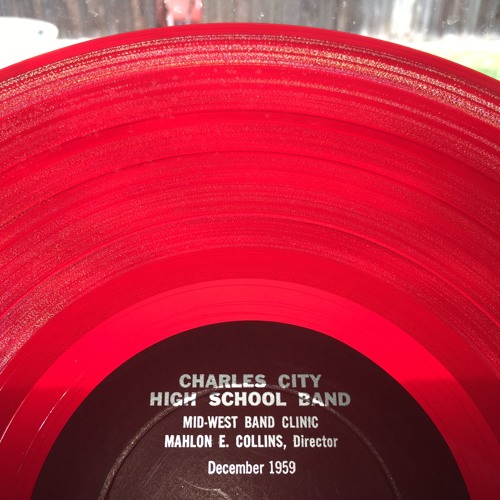 CHARLES CITY
HIGH SCHOOL BAND
MID-WEST BAND CLINIC
MAHLON E. COLLINS, Director
December 1959